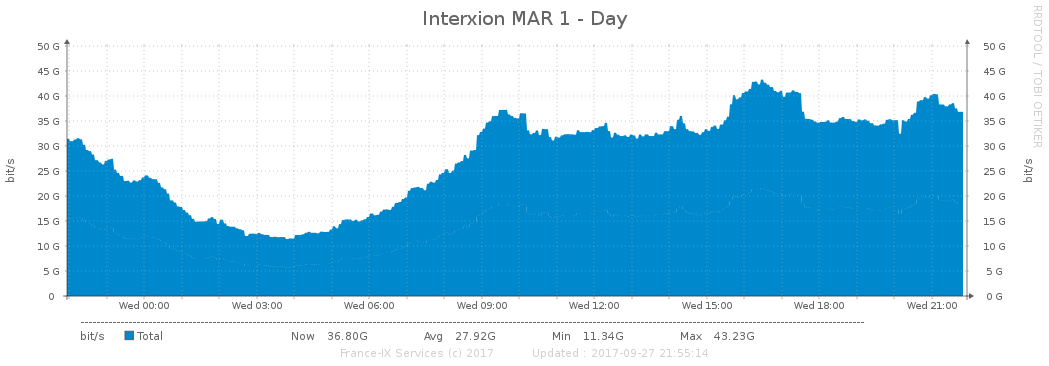 Interxion MAR 1 - Day
RRDTOOL / TOBI OETIKER
50 G 50 G
45 G 45 G
40 G 40 G
35 G 35 G
30 G 30 G
25 G 25 G
20 G 20 G
15 G 15 G
10 G 10 G
5 G 5 G
0 0 G
bit/s bit/s
Wed 00:00 Wed 03:00 Wed 06:00 Wed 09:00 Wed 12:00 Wed 15:00 Wed 18:00 Wed 21:00
bit/s Total Now 36.80G Avg 27.92G Min 11.34G Max 43.23G
France-IX Services (c) 2017 Updated : 2017-09-27 21:55:14